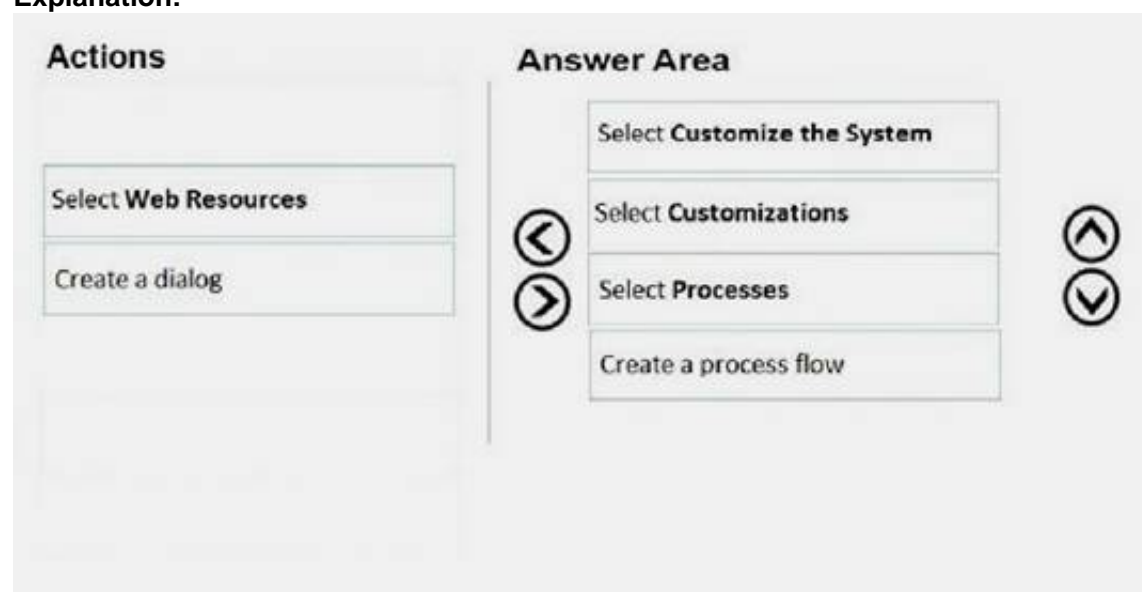 Explanation:
Actions
Answer Area
Select Customize the System
Select Web Resources
Select Customizations
Create a dialog
Select Processes
Create a process flow